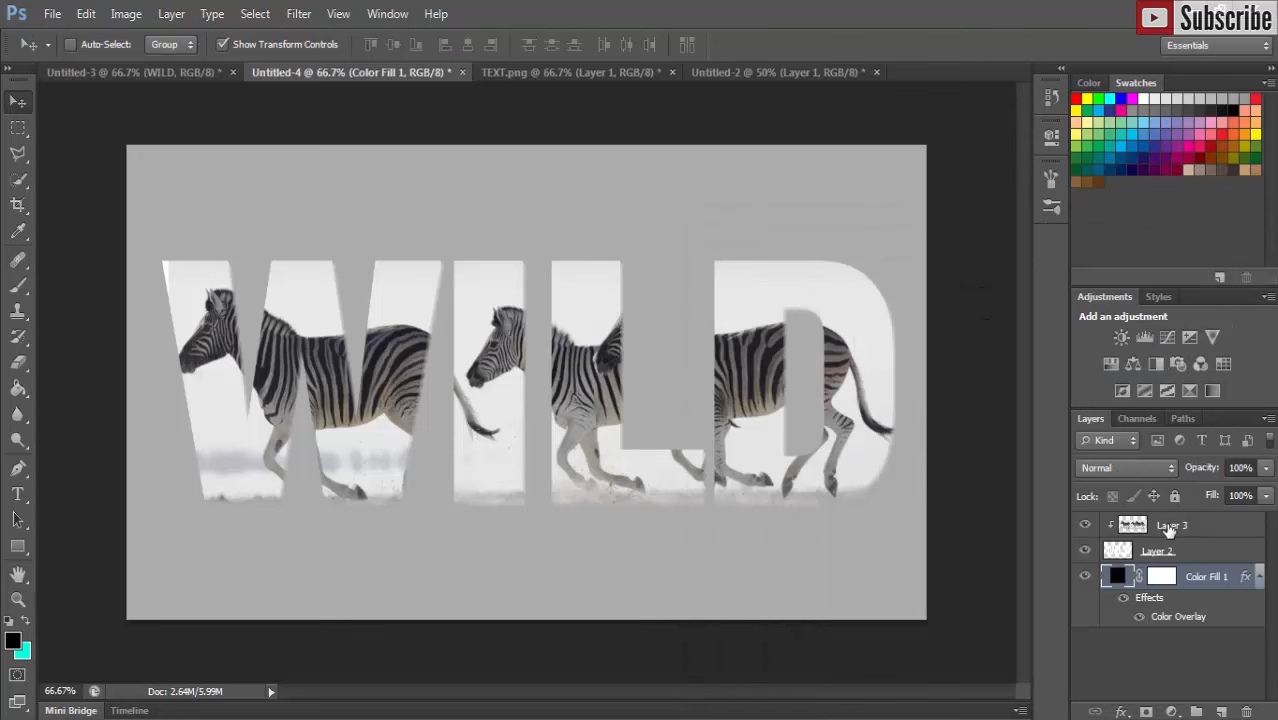 Ps File Edit Image Layer Type Select Filter View Window Help Subscribe
Auto-Select: Group Show Transform Controls Essentials
Untitled-3 @ 66.7% (WILD, RGB/8) * × Untitled-4 @ 66.7% (Color Fill 1, RGB/8) * × TEXT.png @ 66.7% (Layer 1, RGB/8) * × Untitled-2 @ 50% (Layer 1, RGB/8) * ×
Color Swatches
WILD
Adjustments Styles
Add an adjustment
Layers Channels Paths
Kind
Normal Opacity: 100%
Lock: Fill: 100%
Layer 3
Layer 2
Color Fill 1 fx
Effects
Color Overlay
66.67% Doc: 2.64M/5.99M
Mini Bridge Timeline